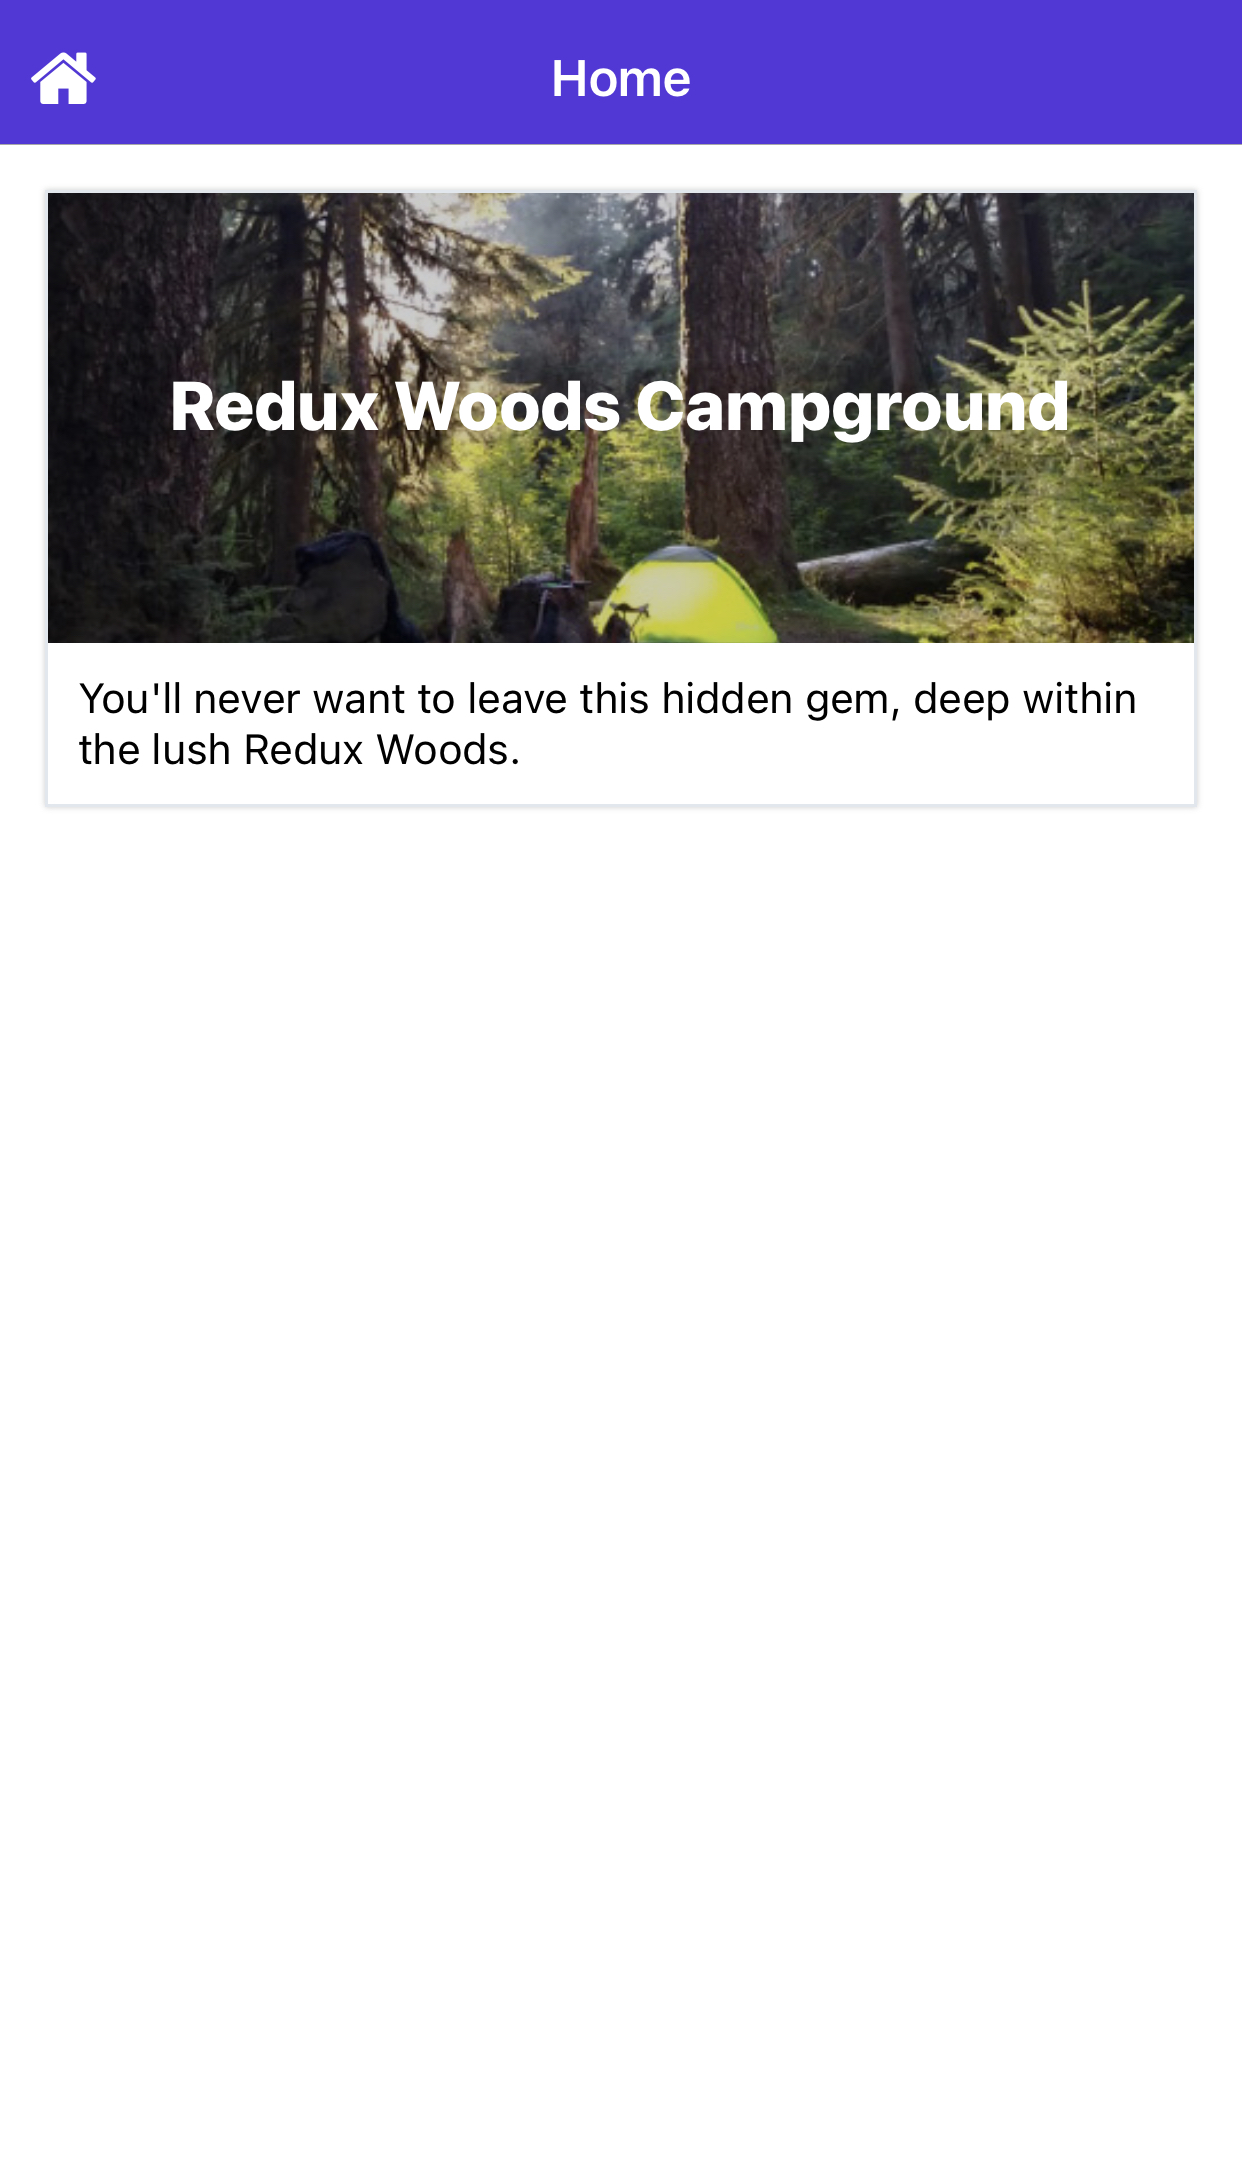 Home
Redux Woods Campground
You'll never want to leave this hidden gem, deep within
the lush Redux Woods.